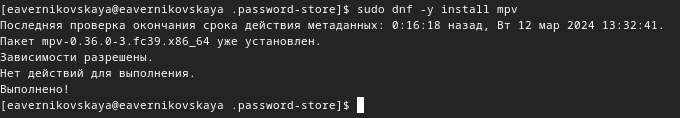 [eavernikovskaya@eavernikovskaya .password-store]$ sudo dnf -y install mpv
Последняя проверка окончания срока действия метаданных: 0:16:18 назад, Вт 12 мар 2024 13:32:41.
Пакет mpv-0.36.0-3.fc39.x86_64 уже установлен.
Зависимости разрешены.
Нет действий для выполнения.
Выполнено!
[eavernikovskaya@eavernikovskaya .password-store]$